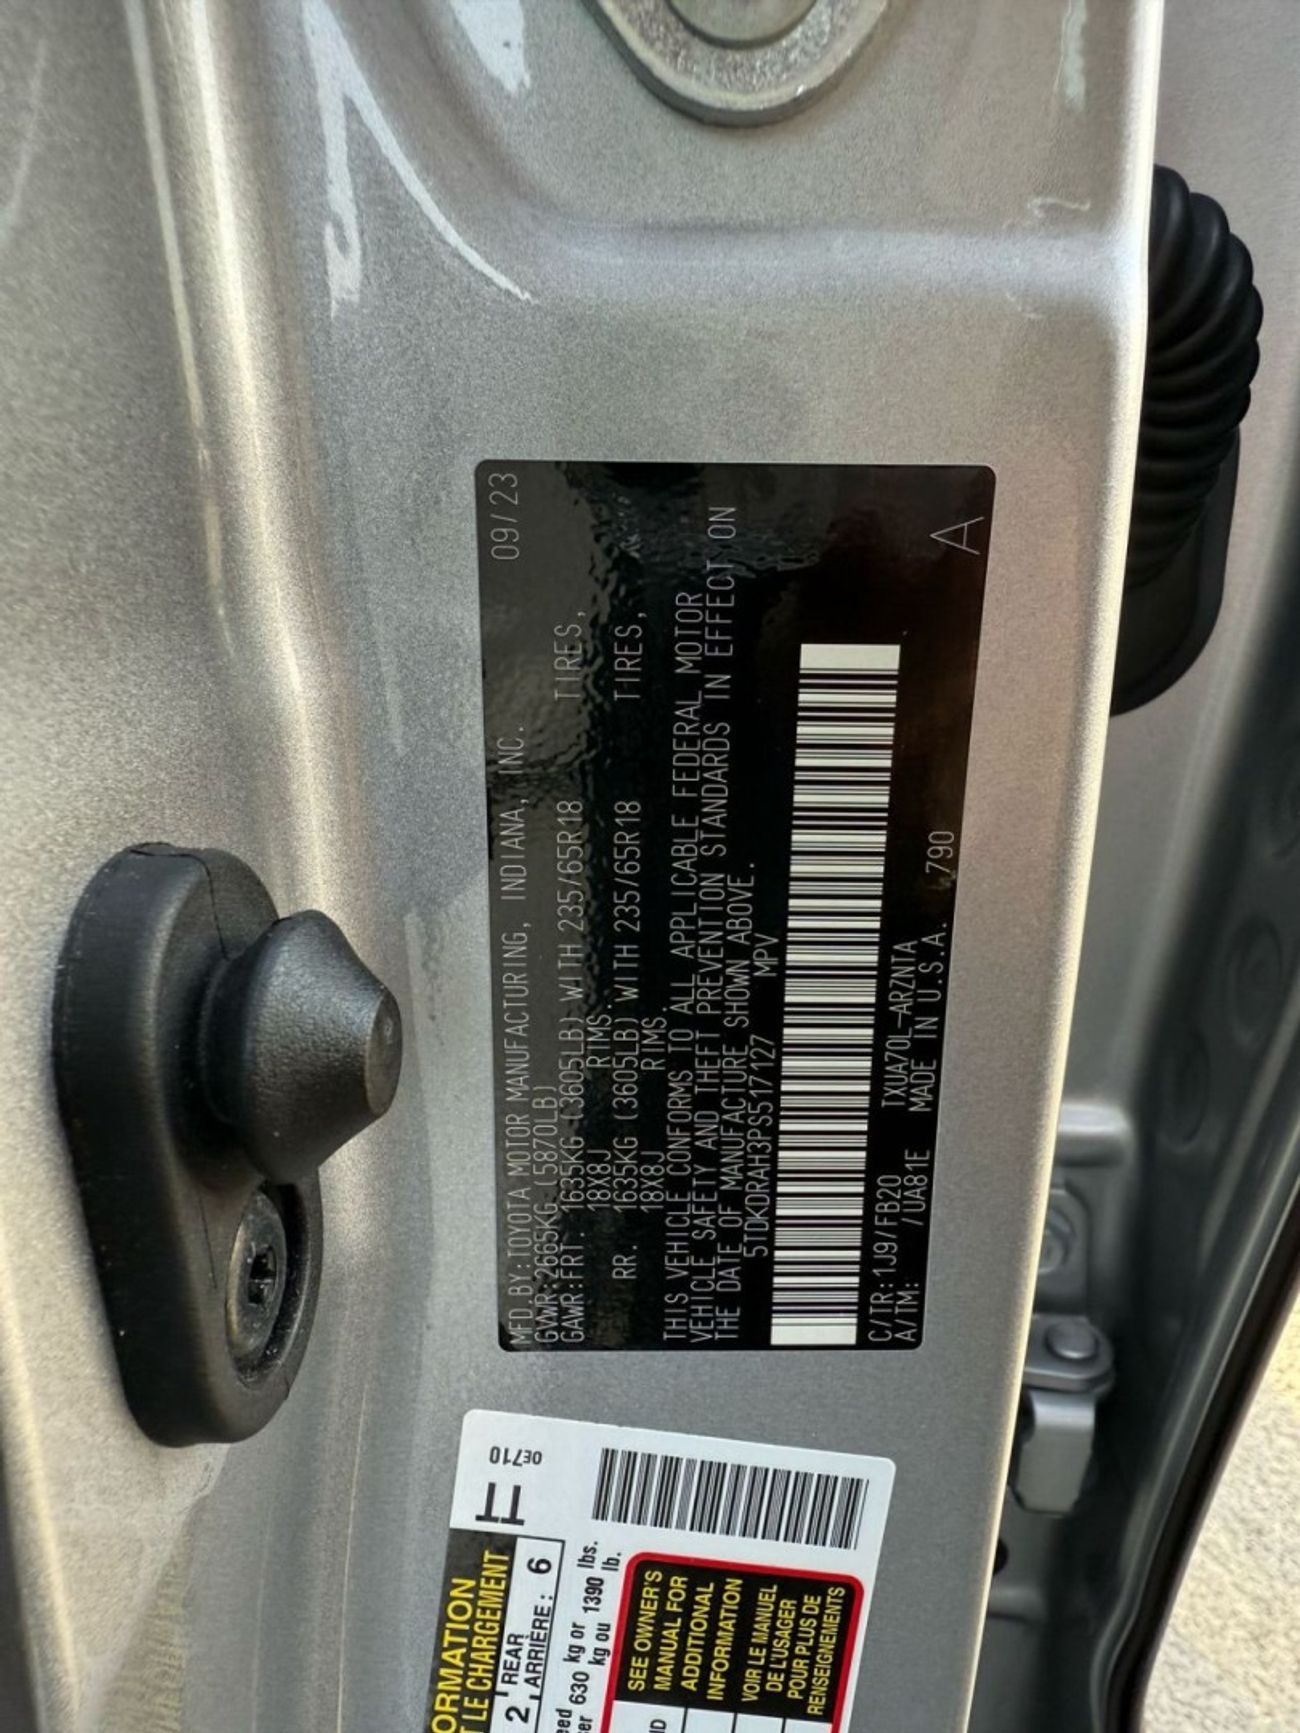 09/23
MFD.BY:TOYOTA MOTOR MANUFACTURING, INDIANA, INC.
GVWR:2665KG(5870LB)
GAWR:FRT. 1635KG (3605LB) WITH 235/65R18 TIRES,
18X8J RIMS.
RR. 1635KG (3605LB) WITH 235/65R18 TIRES,
18X8J RIMS.
THIS VEHICLE CONFORMS TO ALL APPLICABLE FEDERAL MOTOR
VEHICLE SAFETY AND THEFT PREVENTION STANDARDS IN EFFECT ON
THE DATE OF MANUFACTURE SHOWN ABOVE.
5TDKDRAH3PS517127 MPV
C/TR:1J9/FB20 TXUA70L-ARZNTA
A/TM: /UA81E MADE IN U.S.A. 790
A
0E710
ORMATION
T LE CHARGEMENT
2 REAR
ARRIÈRE: 6
eed 630 kg or 1390 lbs.
ser kg ou lb.
SEE OWNER'S
MANUAL FOR
ADDITIONAL
INFORMATION
VOIR LE MANUEL
DE L'USAGER
POUR PLUS DE
RENSEIGNEMENTS